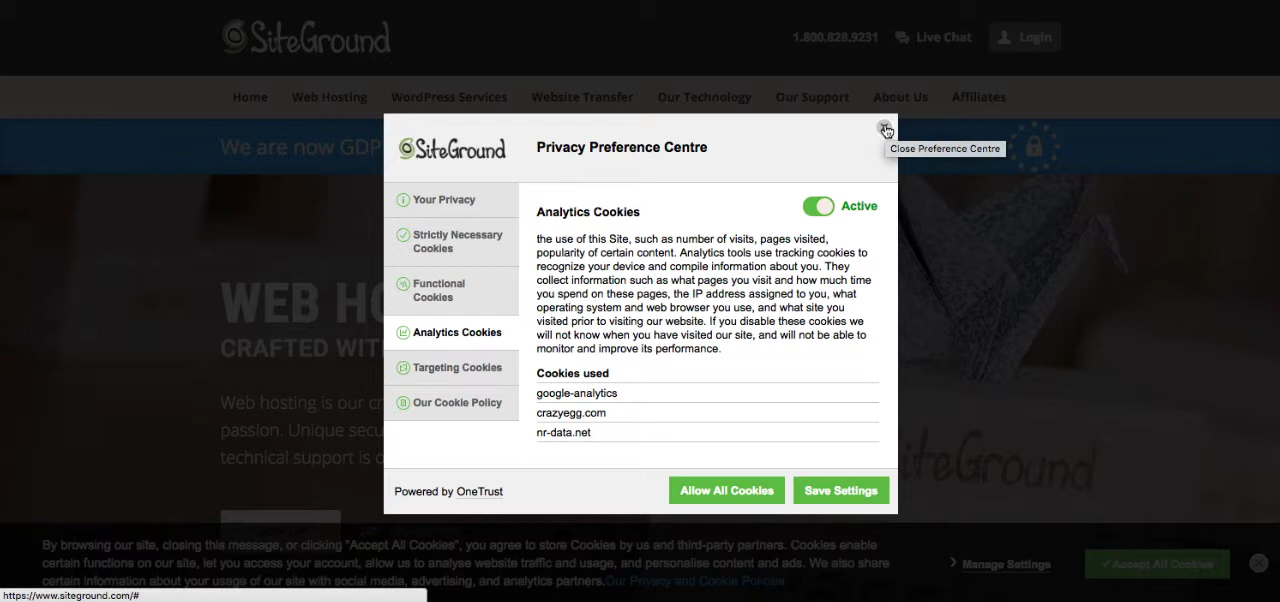 SiteGround
1.800.828.9231 Live Chat Login
Home Web Hosting WordPress Services Website Transfer Our Technology Our Support About Us Affiliates
We are now GDP
SiteGround
Privacy Preference Centre
Close Preference Centre
Your Privacy
Strictly Necessary
Cookies
Functional
Cookies
Analytics Cookies
Targeting Cookies
Our Cookie Policy
Analytics Cookies
Active
the use of this Site, such as number of visits, pages visited,
popularity of certain content. Analytics tools use tracking cookies to
recognize your device and compile information about you. They
collect information such as what pages you visit and how much time
you spend on these pages, the IP address assigned to you, what
operating system and web browser you use, and what site you
visited prior to visiting our website. If you disable these cookies we
will not know when you have visited our site, and will not be able to
monitor and improve its performance.
Cookies used
google-analytics
crazyegg.com
nr-data.net
Powered by OneTrust
Allow All Cookies
Save Settings
WEB HO
CRAFTED WIT
Web hosting is our cr
passion. Unique secu
technical support is
iteGround
By browsing our site, closing this message, or clicking "Accept All Cookies", you agree to store Cookies by us and third-party partners. Cookies enable
certain functions on our site, let you access your account, allow us to analyse website traffic and usage, and personalise content and ads. We also share
certain information about your usage of our site with social media, advertising, and analytics partners.Our Privacy and Cookie Policies
Manage Settings
✓Accept All Cookies
https://www.siteground.com/#